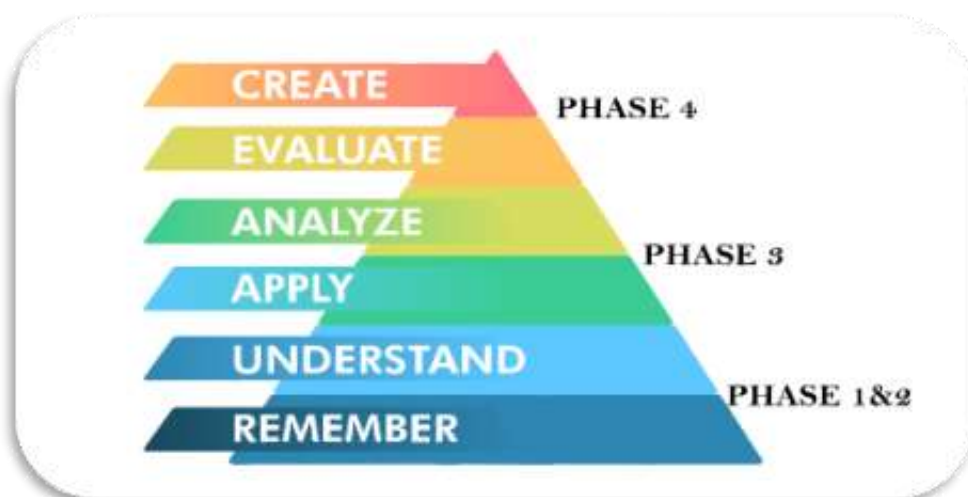 CREATE
PHASE 4
EVALUATE
ANALYZE
PHASE 3
APPLY
UNDERSTAND
PHASE 1&2
REMEMBER